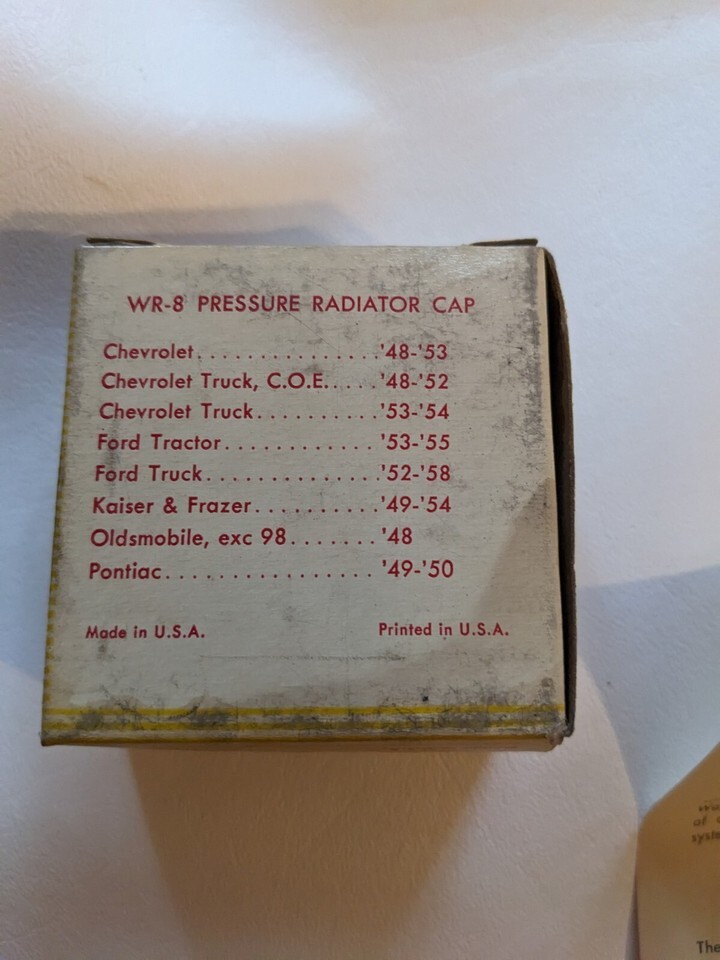 WR-8 PRESSURE RADIATOR CAP
Chevrolet...............'48-'53
Chevrolet Truck, C.O.E.....'48-'52
Chevrolet Truck..........'53-'54
Ford Tractor............'53-'55
Ford Truck..............'52-'58
Kaiser & Frazer..........'49-'54
Oldsmobile, exc 98.......'48
Pontiac.................'49-'50
Made in U.S.A. Printed in U.S.A.
of
The